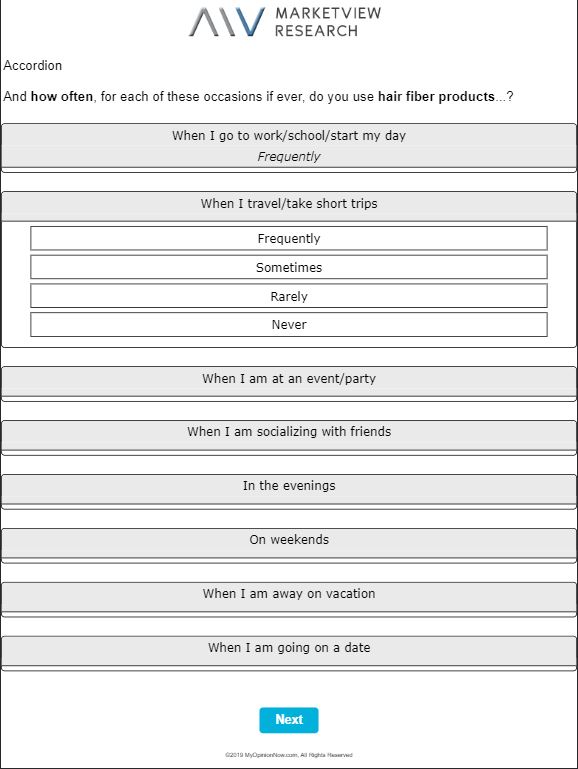 MARKETVIEW
RESEARCH
Accordion
And how often, for each of these occasions if ever, do you use hair fiber products...?
When I go to work/school/start my day
Frequently
When I travel/take short trips
Frequently
Sometimes
Rarely
Never
When I am at an event/party
When I am socializing with friends
In the evenings
On weekends
When I am away on vacation
When I am going on a date
Next
©2019 MyOpinionNow.com, All Rights Reserved